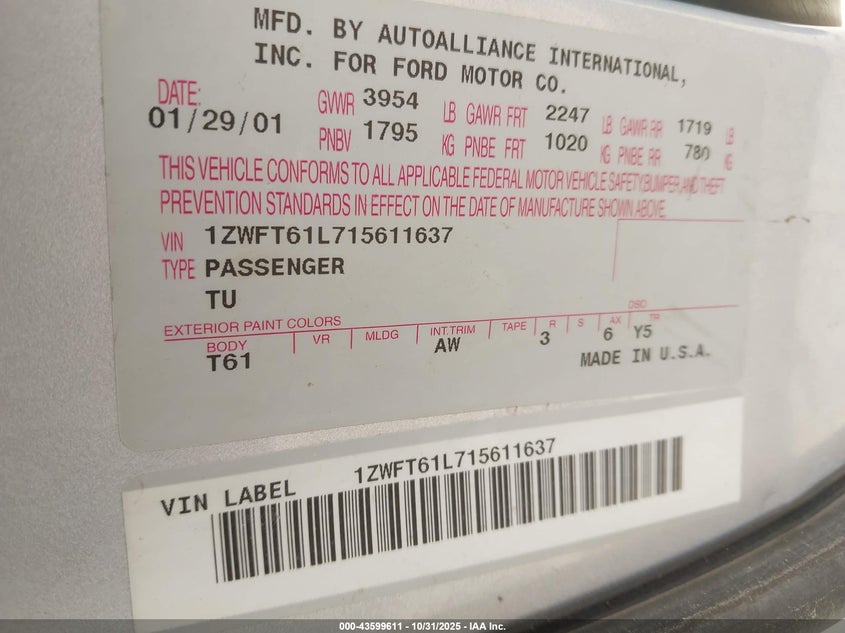 MFD. BY AUTOALLIANCE INTERNATIONAL,
INC. FOR FORD MOTOR CO.
DATE: 01/29/01
GVWR 3954 LB GAWR FRT 2247 LB GAWR RR 1719 LB
PNBV 1795 KG PNBE FRT 1020 KG PNBE RR 780 KG
THIS VEHICLE CONFORMS TO ALL APPLICABLE FEDERAL MOTOR VEHICLE SAFETY, BUMPER, AND THEFT
PREVENTION STANDARDS IN EFFECT ON THE DATE OF MANUFACTURE SHOWN ABOVE.
VIN 1ZWFT61L715611637
TYPE PASSENGER
TU
EXTERIOR PAINT COLORS DSO
BODY VR MLDG INT.TRIM TAPE R S AX TR
T61 AW 3 6 Y5
MADE IN U.S.A.
VIN LABEL 1ZWFT61L715611637
000-43599611 - 10/31/2025 - IAA Inc.